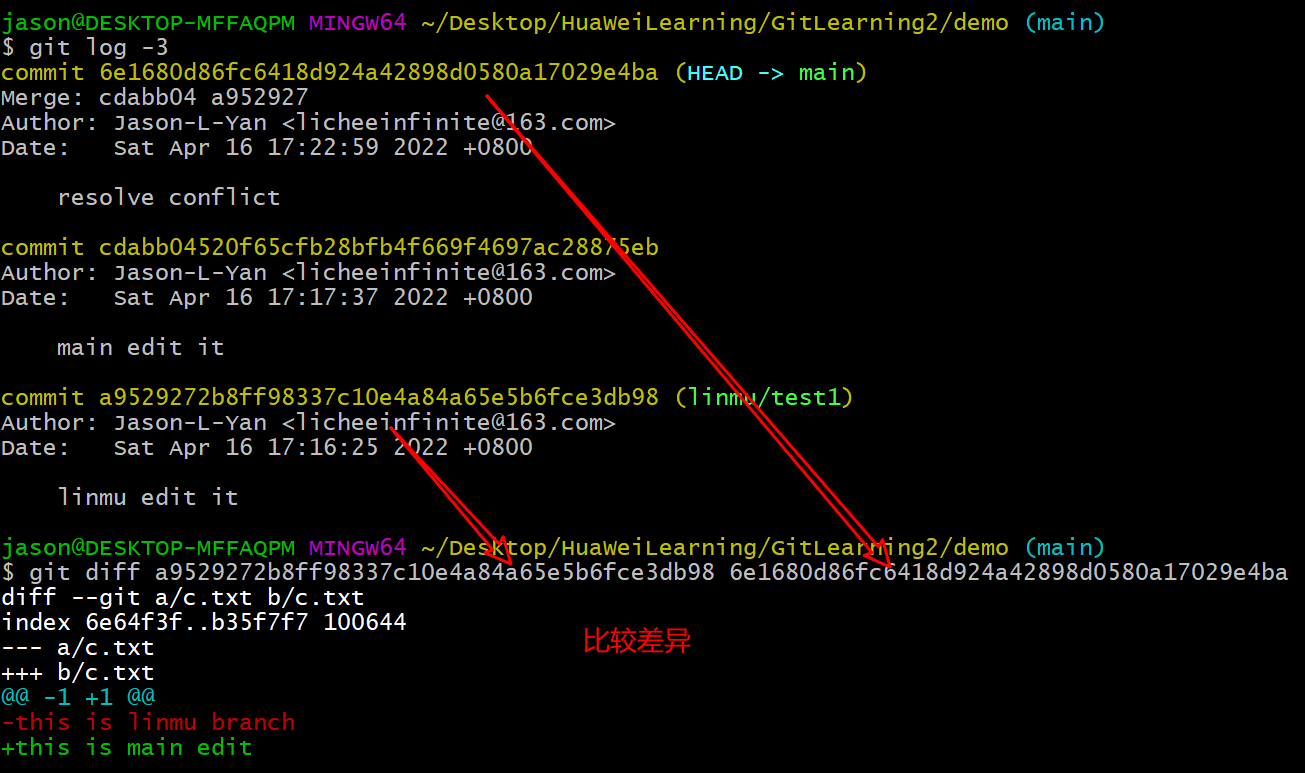 jason@DESKTOP-MFFAQPM MINGW64 ~/Desktop/HuaWeiLearning/GitLearning2/demo (main)
$ git log -3
commit 6e1680d86fc6418d924a42898d0580a17029e4ba (HEAD -> main)
Merge: cdabb04 a952927
Author: Jason-L-Yan <licheeinfinite@163.com>
Date:   Sat Apr 16 17:22:59 2022 +0800
    resolve conflict
commit cdabb04520f65cfb28bfb4f669f4697ac28875eb
Author: Jason-L-Yan <licheeinfinite@163.com>
Date:   Sat Apr 16 17:17:37 2022 +0800
    main edit it
commit a9529272b8ff98337c10e4a84a65e5b6fce3db98 (linmu/test1)
Author: Jason-L-Yan <licheeinfinite@163.com>
Date:   Sat Apr 16 17:16:25 2022 +0800
    linmu edit it
jason@DESKTOP-MFFAQPM MINGW64 ~/Desktop/HuaWeiLearning/GitLearning2/demo (main)
$ git diff a9529272b8ff98337c10e4a84a65e5b6fce3db98 6e1680d86fc6418d924a42898d0580a17029e4ba
diff --git a/c.txt b/c.txt
index 6e64f3f..b35f7f7 100644
比较差异
--- a/c.txt
+++ b/c.txt
@@ -1 +1 @@
-this is linmu branch
+this is main edit